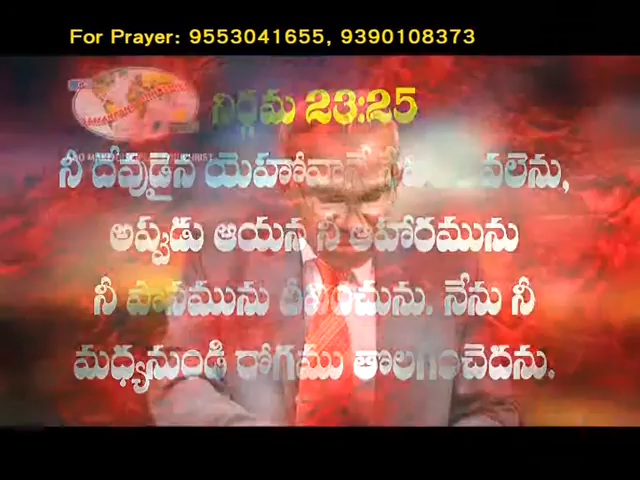 For Prayer: 9553041655, 9390108373
నిర్గమ 23:25
నీ దేవుడైన యెహోవానే వలెను,
అప్పుడు ఆయన నీ ఆహారమును
నీ పానమును దీవించును. నేను నీ
మధ్యనుండి రోగము తొలగించెదను.